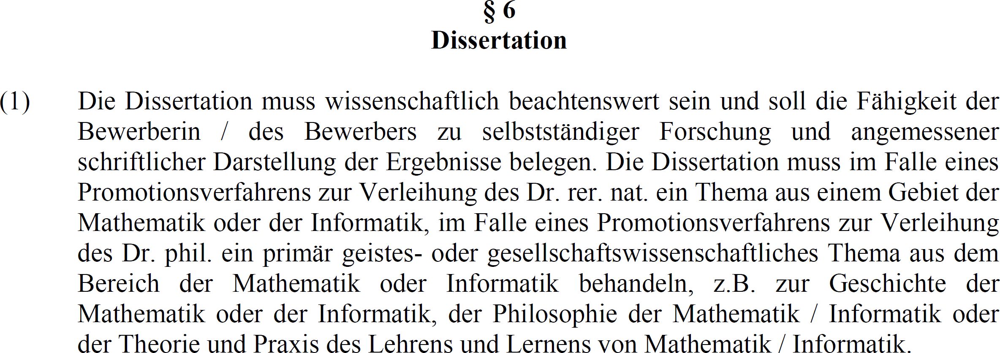 § 6
Dissertation
(1) Die Dissertation muss wissenschaftlich beachtenswert sein und soll die Fähigkeit der
Bewerberin / des Bewerbers zu selbstständiger Forschung und angemessener
schriftlicher Darstellung der Ergebnisse belegen. Die Dissertation muss im Falle eines
Promotionsverfahrens zur Verleihung des Dr. rer. nat. ein Thema aus einem Gebiet der
Mathematik oder der Informatik, im Falle eines Promotionsverfahrens zur Verleihung
des Dr. phil. ein primär geistes- oder gesellschaftswissenschaftliches Thema aus dem
Bereich der Mathematik oder Informatik behandeln, z.B. zur Geschichte der
Mathematik oder der Informatik, der Philosophie der Mathematik / Informatik oder
der Theorie und Praxis des Lehrens und Lernens von Mathematik / Informatik.